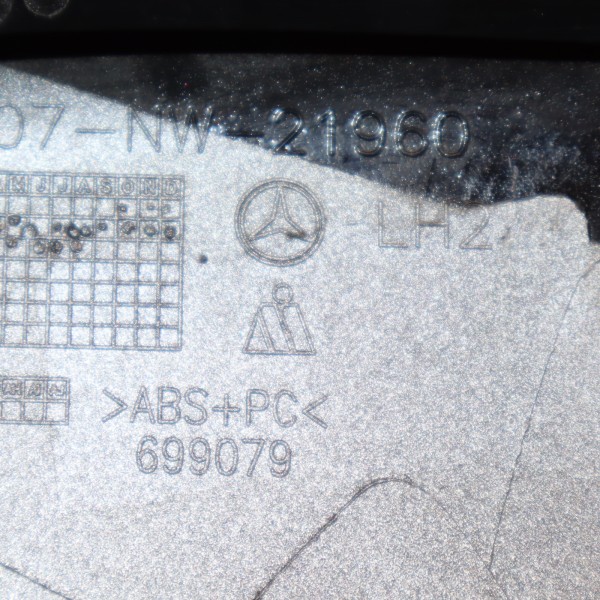 07-NW-21960
M J J A S O N D
LH2
>ABS+PC<
699079